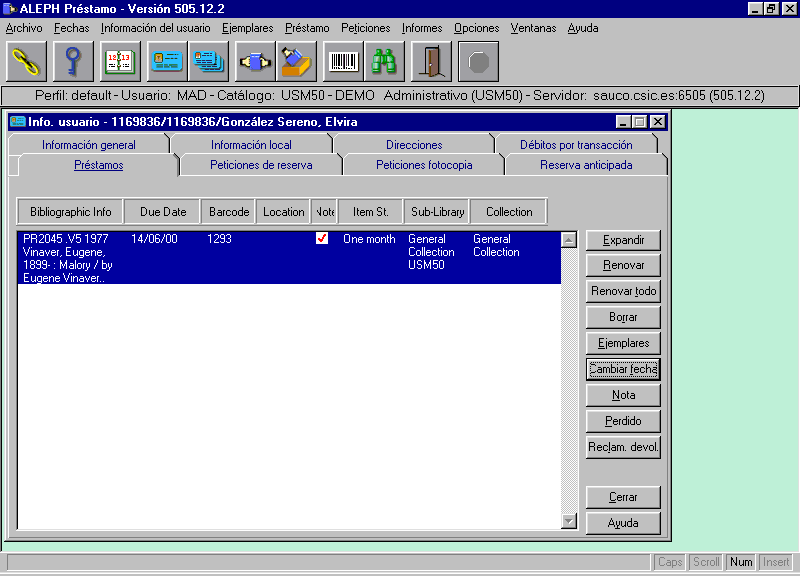 ALEPH Préstamo - Versión 505.12.2
Archivo Fechas Información del usuario Ejemplares Préstamo Peticiones Informes Opciones Ventanas Ayuda
Perfil: default - Usuario: MAD - Catálogo: USM50 - DEMO Administrativo (USM50) - Servidor: sauco.csic.es:6505 (505.12.2)
Info. usuario - 1169836/1169836/González Sereno, Elvira
Información general Información local Direcciones Débitos por transacción
Préstamos Peticiones de reserva Peticiones fotocopia Reserva anticipada
Bibliographic Info Due Date Barcode Location Note Item St. Sub-Library Collection
PR2045 .V5 1977 14/06/00 1293 One month General General
Vinaver, Eugene, Collection Collection
1899- : Malory / by USM50
Eugene Vinaver..
Expandir
Renovar
Renovar todo
Borrar
Ejemplares
Cambiar fecha
Nota
Perdido
Reclam. devol.
Cerrar
Ayuda
Caps Scroll Num Insert